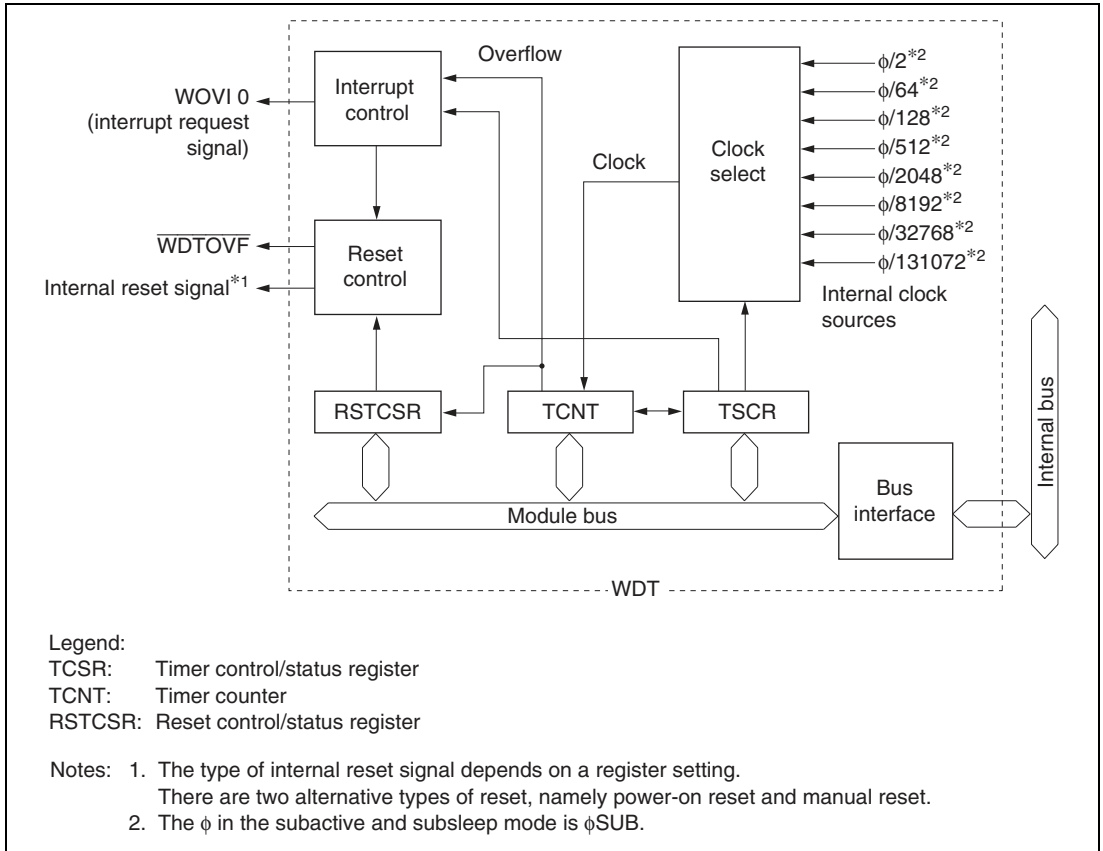 Overflow
Interrupt
control
WOVI 0
(interrupt request
signal)
Clock
Clock
select
ϕ/2*2
ϕ/64*2
ϕ/128*2
ϕ/512*2
ϕ/2048*2
ϕ/8192*2
ϕ/32768*2
ϕ/131072*2
Internal clock
sources
WDTOVF
Internal reset signal*1
Reset
control
RSTCSR
TCNT
TSCR
Module bus
Bus
interface
Internal bus
WDT
Legend:
TCSR: Timer control/status register
TCNT: Timer counter
RSTCSR: Reset control/status register
Notes: 1. The type of internal reset signal depends on a register setting.
There are two alternative types of reset, namely power-on reset and manual reset.
2. The ϕ in the subactive and subsleep mode is ϕSUB.